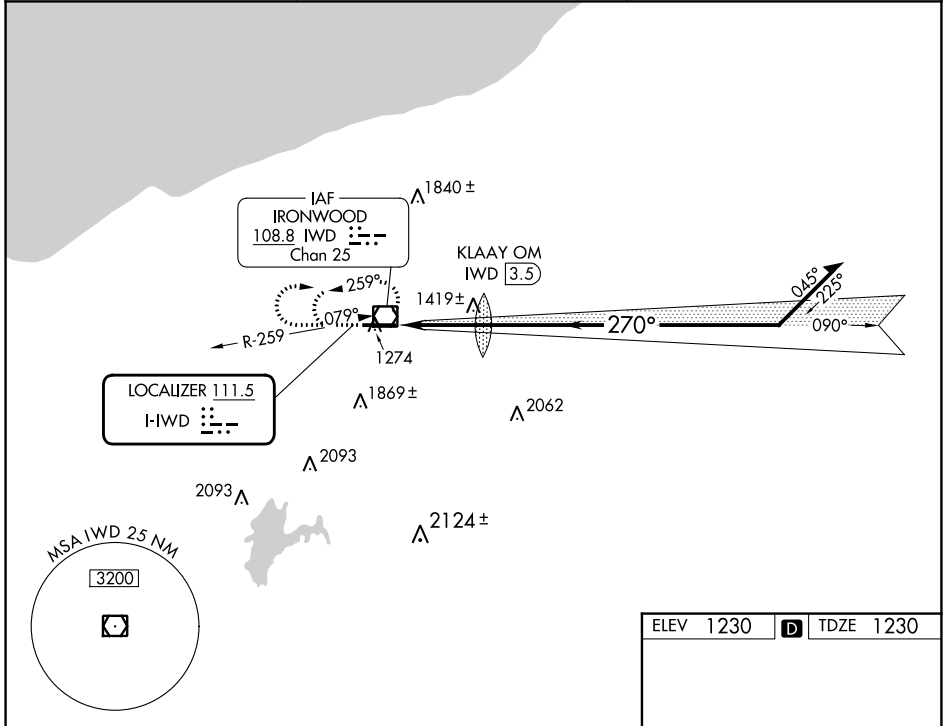 1840 ±
IAF
IRONWOOD
108.8 IWD
Chan 25
KLAAY OM
IWD 3.5
259°
1419±
045°
225°
079°
270°
090°
R-259
1274
LOCALIZER 111.5
I-IWD
1869±
2062
2093
2093
2124±
MSA IWD 25 NM
3200
ELEV 1230 D TDZE 1230